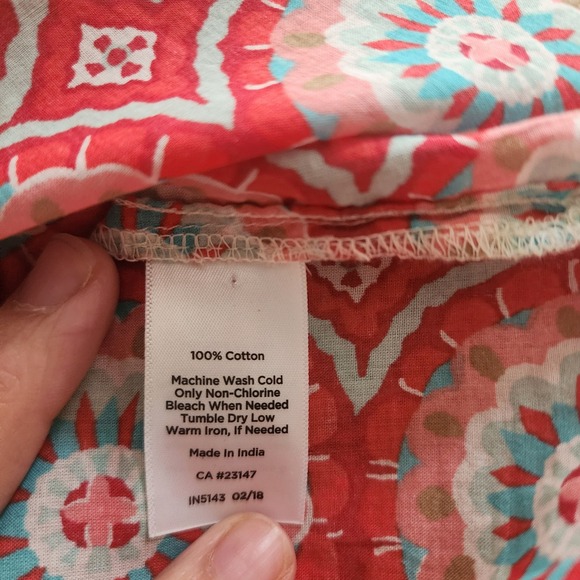 100% Cotton
Machine Wash Cold
Only Non-Chlorine
Bleach When Needed
Tumble Dry Low
Warm Iron, If Needed
Made In India
CA #23147
IN5143 02/18